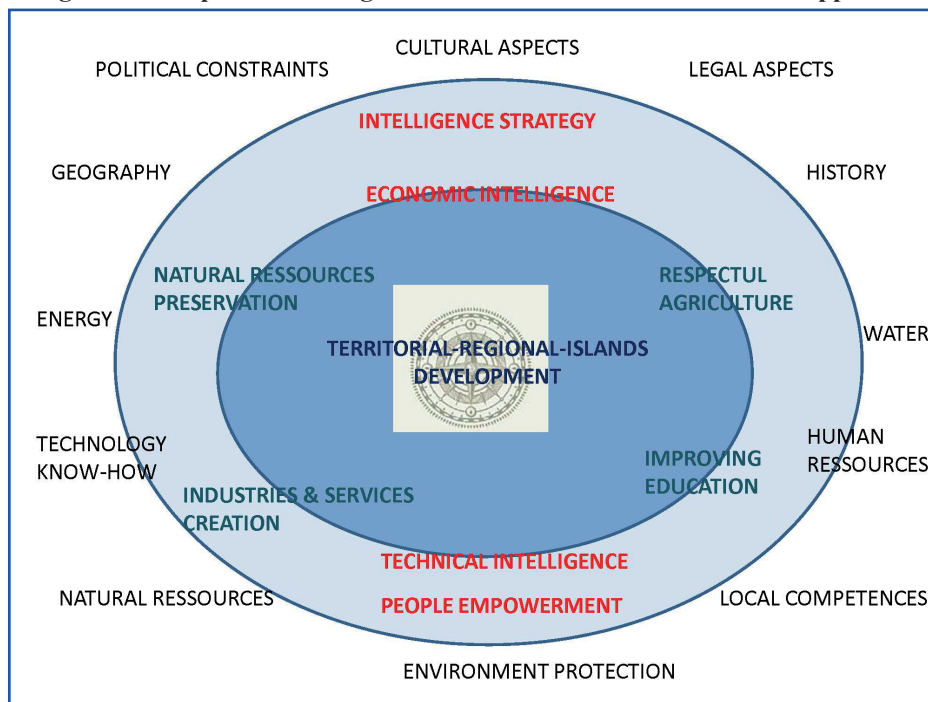 CULTURAL ASPECTS
POLITICAL CONSTRAINTS
LEGAL ASPECTS
INTELLIGENCE STRATEGY
GEOGRAPHY
HISTORY
ECONOMIC INTELLIGENCE
NATURAL RESSOURCES
PRESERVATION
RESPECTUL
AGRICULTURE
ENERGY
WATER
TERRITORIAL-REGIONAL-ISLANDS
DEVELOPMENT
TECHNOLOGY
KNOW-HOW
HUMAN
RESSOURCES
IMPROVING
EDUCATION
INDUSTRIES & SERVICES
CREATION
TECHNICAL INTELLIGENCE
NATURAL RESSOURCES
PEOPLE EMPOWERMENT
LOCAL COMPETENCES
ENVIRONMENT PROTECTION